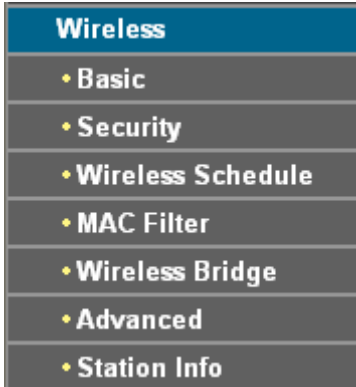 Wireless
• Basic
• Security
• Wireless Schedule
• MAC Filter
• Wireless Bridge
• Advanced
• Station Info